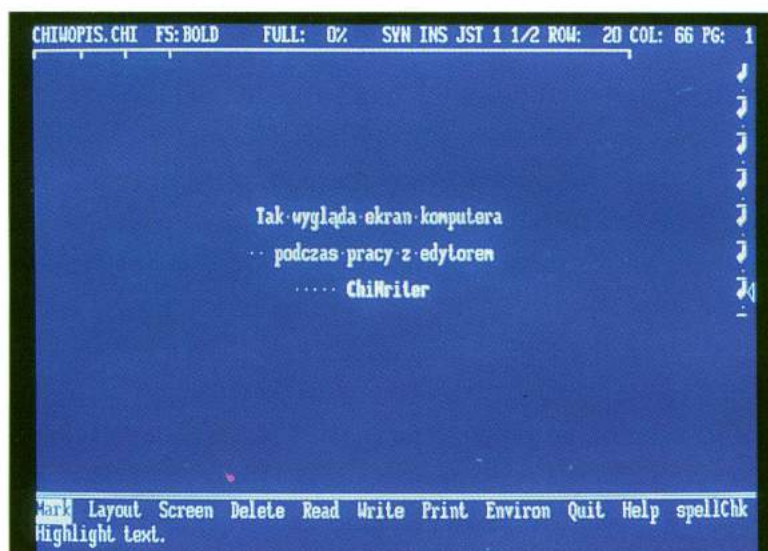 CHIWOPIS.CHI F5:BOLD FULL: 0% SYN INS JST 1 1/2 ROW: 20 COL: 66 PG: 1
Tak·wygląda·ekran·komputera
·· podczas·pracy·z·edytorem
····· ChiWriter
Mark Layout Screen Delete Read Write Print Environ Quit Help spellChk
Highlight text.